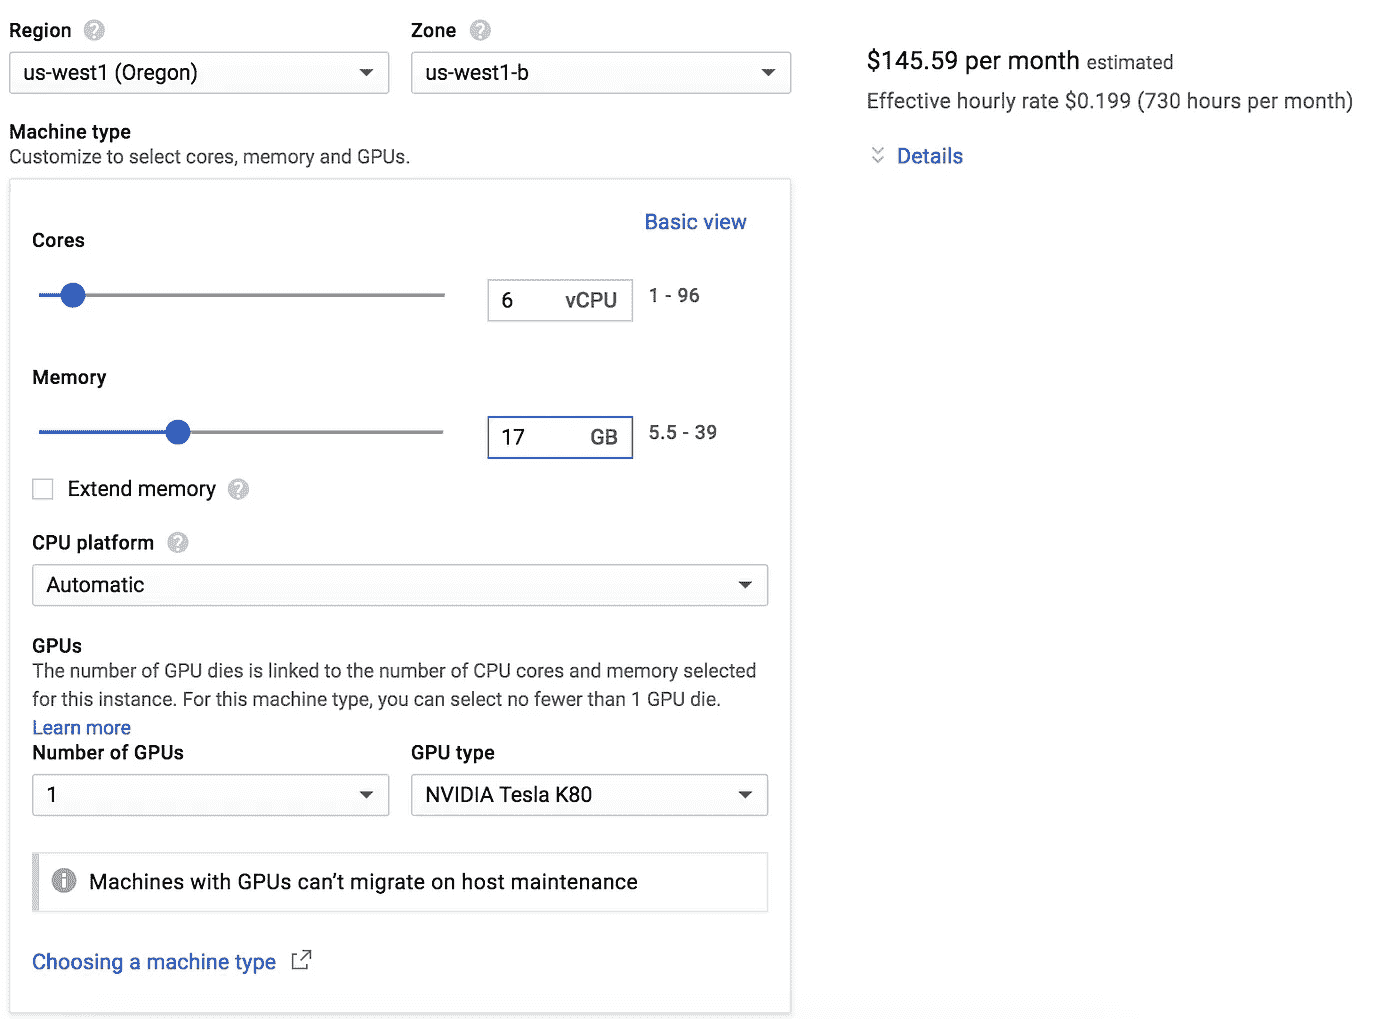 Region
Zone
us-west1 (Oregon)
us-west1-b
$145.59 per month estimated
Effective hourly rate $0.199 (730 hours per month)
Details
Machine type
Customize to select cores, memory and GPUs.
Basic view
Cores
6 vCPU
1 - 96
Memory
17 GB
5.5 - 39
Extend memory
CPU platform
Automatic
GPUs
The number of GPU dies is linked to the number of CPU cores and memory selected
for this instance. For this machine type, you can select no fewer than 1 GPU die.
Learn more
Number of GPUs
GPU type
1
NVIDIA Tesla K80
Machines with GPUs can’t migrate on host maintenance
Choosing a machine type